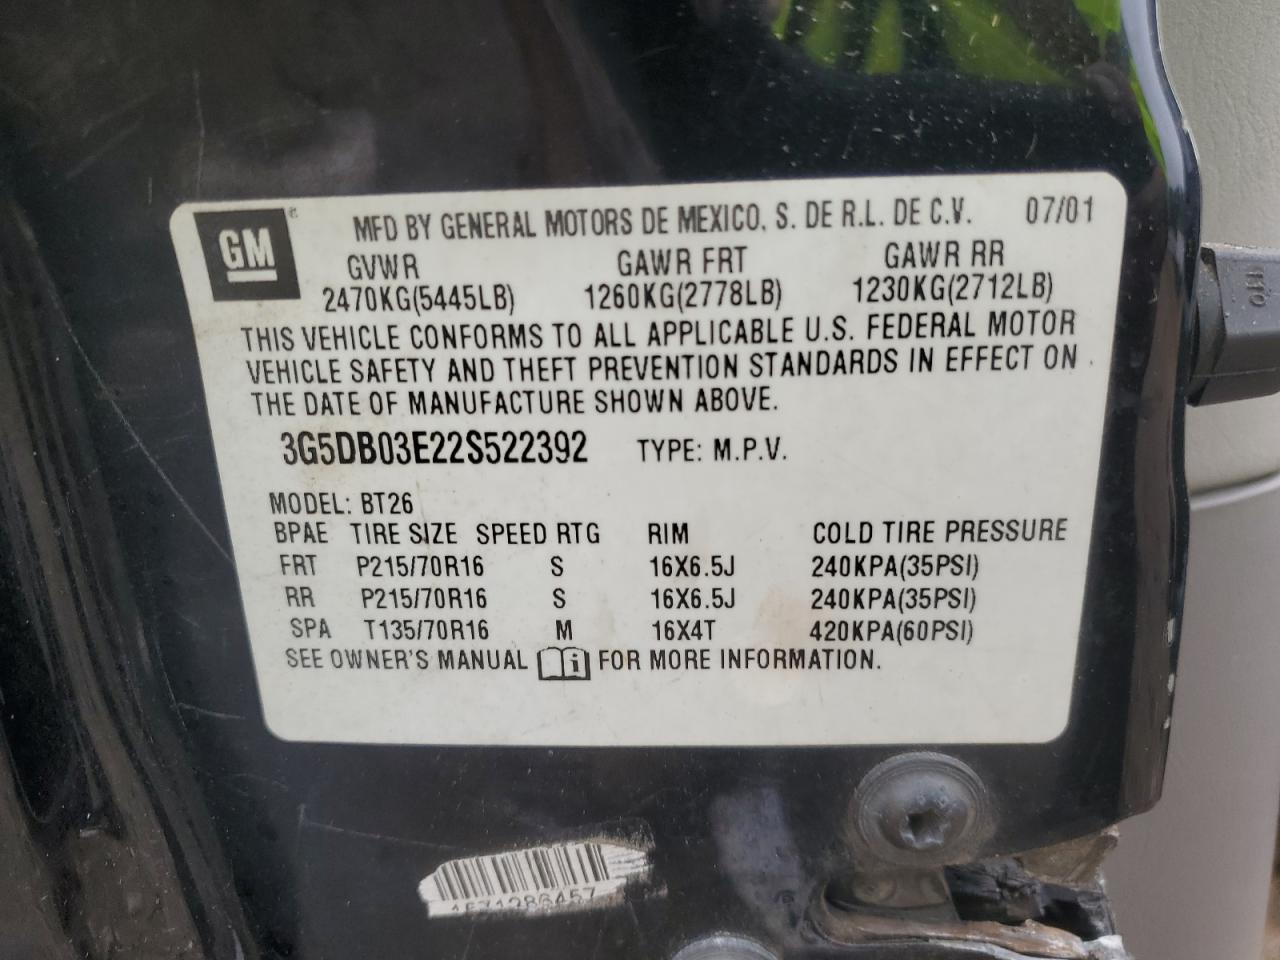 GM ® MFD BY GENERAL MOTORS DE MEXICO, S. DE R.L. DE C.V. 07/01
GVWR GAWR FRT GAWR RR
2470KG(5445LB) 1260KG(2778LB) 1230KG(2712LB)
THIS VEHICLE CONFORMS TO ALL APPLICABLE U.S. FEDERAL MOTOR
VEHICLE SAFETY AND THEFT PREVENTION STANDARDS IN EFFECT ON
THE DATE OF MANUFACTURE SHOWN ABOVE.
3G5DB03E22S522392 TYPE: M.P.V.
MODEL: BT26
BPAE TIRE SIZE SPEED RTG RIM COLD TIRE PRESSURE
FRT P215/70R16 S 16X6.5J 240KPA(35PSI)
RR P215/70R16 S 16X6.5J 240KPA(35PSI)
SPA T135/70R16 M 16X4T 420KPA(60PSI)
SEE OWNER'S MANUAL i FOR MORE INFORMATION.
110